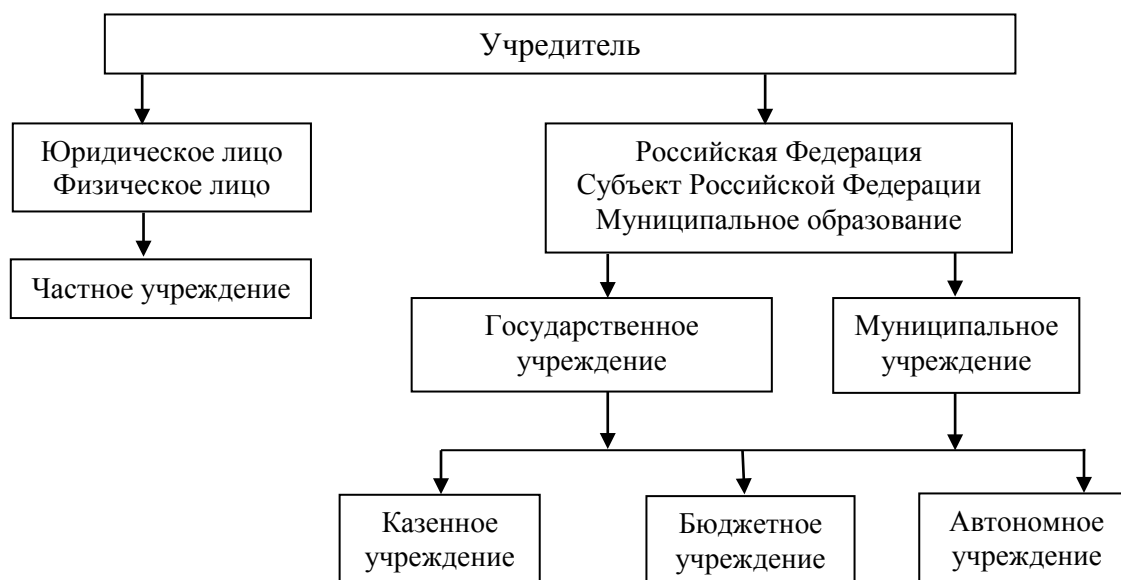 Учредитель
Юридическое лицо
Физическое лицо
Российская Федерация
Субъект Российской Федерации
Муниципальное образование
Частное учреждение
Государственное
учреждение
Муниципальное
учреждение
Казенное
учреждение
Бюджетное
учреждение
Автономное
учреждение